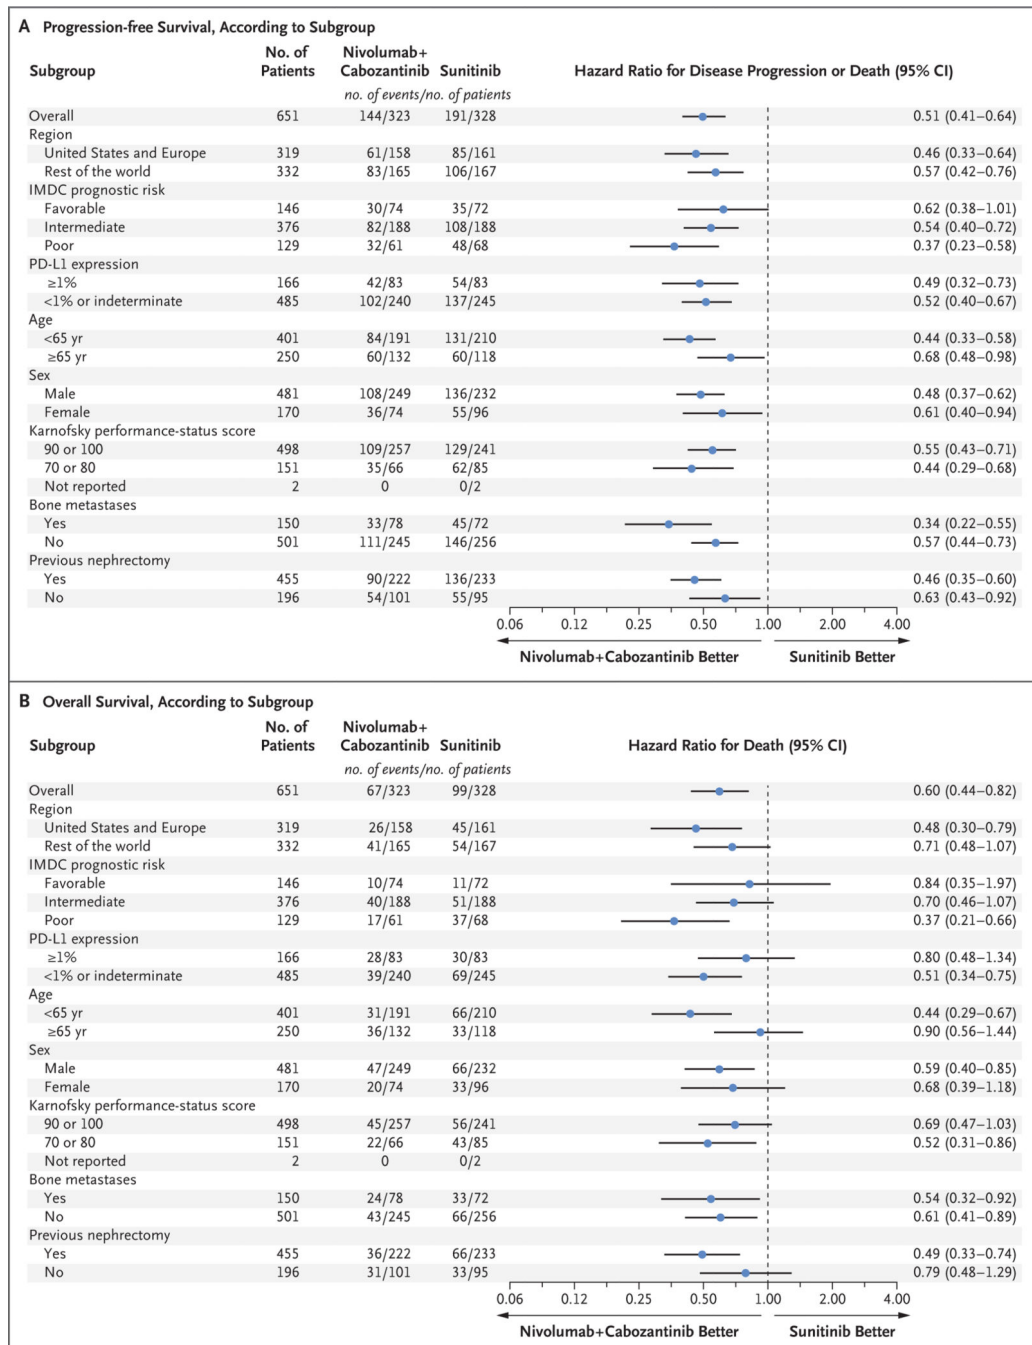 A Progression-free Survival, According to Subgroup
Subgroup No. of Patients Nivolumab+ Cabozantinib Sunitinib Hazard Ratio for Disease Progression or Death (95% CI)
no. of events/no. of patients
Overall 651 144/323 191/328 0.51 (0.41–0.64)
Region
United States and Europe 319 61/158 85/161 0.46 (0.33–0.64)
Rest of the world 332 83/165 106/167 0.57 (0.42–0.76)
IMDC prognostic risk
Favorable 146 30/74 35/72 0.62 (0.38–1.01)
Intermediate 376 82/188 108/188 0.54 (0.40–0.72)
Poor 129 32/61 48/68 0.37 (0.23–0.58)
PD-L1 expression
≥1% 166 42/83 54/83 0.49 (0.32–0.73)
<1% or indeterminate 485 102/240 137/245 0.52 (0.40–0.67)
Age
<65 yr 401 84/191 131/210 0.44 (0.33–0.58)
≥65 yr 250 60/132 60/118 0.68 (0.48–0.98)
Sex
Male 481 108/249 136/232 0.48 (0.37–0.62)
Female 170 36/74 55/96 0.61 (0.40–0.94)
Karnofsky performance-status score
90 or 100 498 109/257 129/241 0.55 (0.43–0.71)
70 or 80 151 35/66 62/85 0.44 (0.29–0.68)
Not reported 2 0 0/2
Bone metastases
Yes 150 33/78 45/72 0.34 (0.22–0.55)
No 501 111/245 146/256 0.57 (0.44–0.73)
Previous nephrectomy
Yes 455 90/222 136/233 0.46 (0.35–0.60)
No 196 54/101 55/95 0.63 (0.43–0.92)
0.06 0.12 0.25 0.50 1.00 2.00 4.00
Nivolumab+Cabozantinib Better Sunitinib Better
B Overall Survival, According to Subgroup
Subgroup No. of Patients Nivolumab+ Cabozantinib Sunitinib Hazard Ratio for Death (95% CI)
no. of events/no. of patients
Overall 651 67/323 99/328 0.60 (0.44–0.82)
Region
United States and Europe 319 26/158 45/161 0.48 (0.30–0.79)
Rest of the world 332 41/165 54/167 0.71 (0.48–1.07)
IMDC prognostic risk
Favorable 146 10/74 11/72 0.84 (0.35–1.97)
Intermediate 376 40/188 51/188 0.70 (0.46–1.07)
Poor 129 17/61 37/68 0.37 (0.21–0.66)
PD-L1 expression
≥1% 166 28/83 30/83 0.80 (0.48–1.34)
<1% or indeterminate 485 39/240 69/245 0.51 (0.34–0.75)
Age
<65 yr 401 31/191 66/210 0.44 (0.29–0.67)
≥65 yr 250 36/132 33/118 0.90 (0.56–1.44)
Sex
Male 481 47/249 66/232 0.59 (0.40–0.85)
Female 170 20/74 33/96 0.68 (0.39–1.18)
Karnofsky performance-status score
90 or 100 498 45/257 56/241 0.69 (0.47–1.03)
70 or 80 151 22/66 43/85 0.52 (0.31–0.86)
Not reported 2 0 0/2
Bone metastases
Yes 150 24/78 33/72 0.54 (0.32–0.92)
No 501 43/245 66/256 0.61 (0.41–0.89)
Previous nephrectomy
Yes 455 36/222 66/233 0.49 (0.33–0.74)
No 196 31/101 33/95 0.79 (0.48–1.29)
0.06 0.12 0.25 0.50 1.00 2.00 4.00
Nivolumab+Cabozantinib Better Sunitinib Better